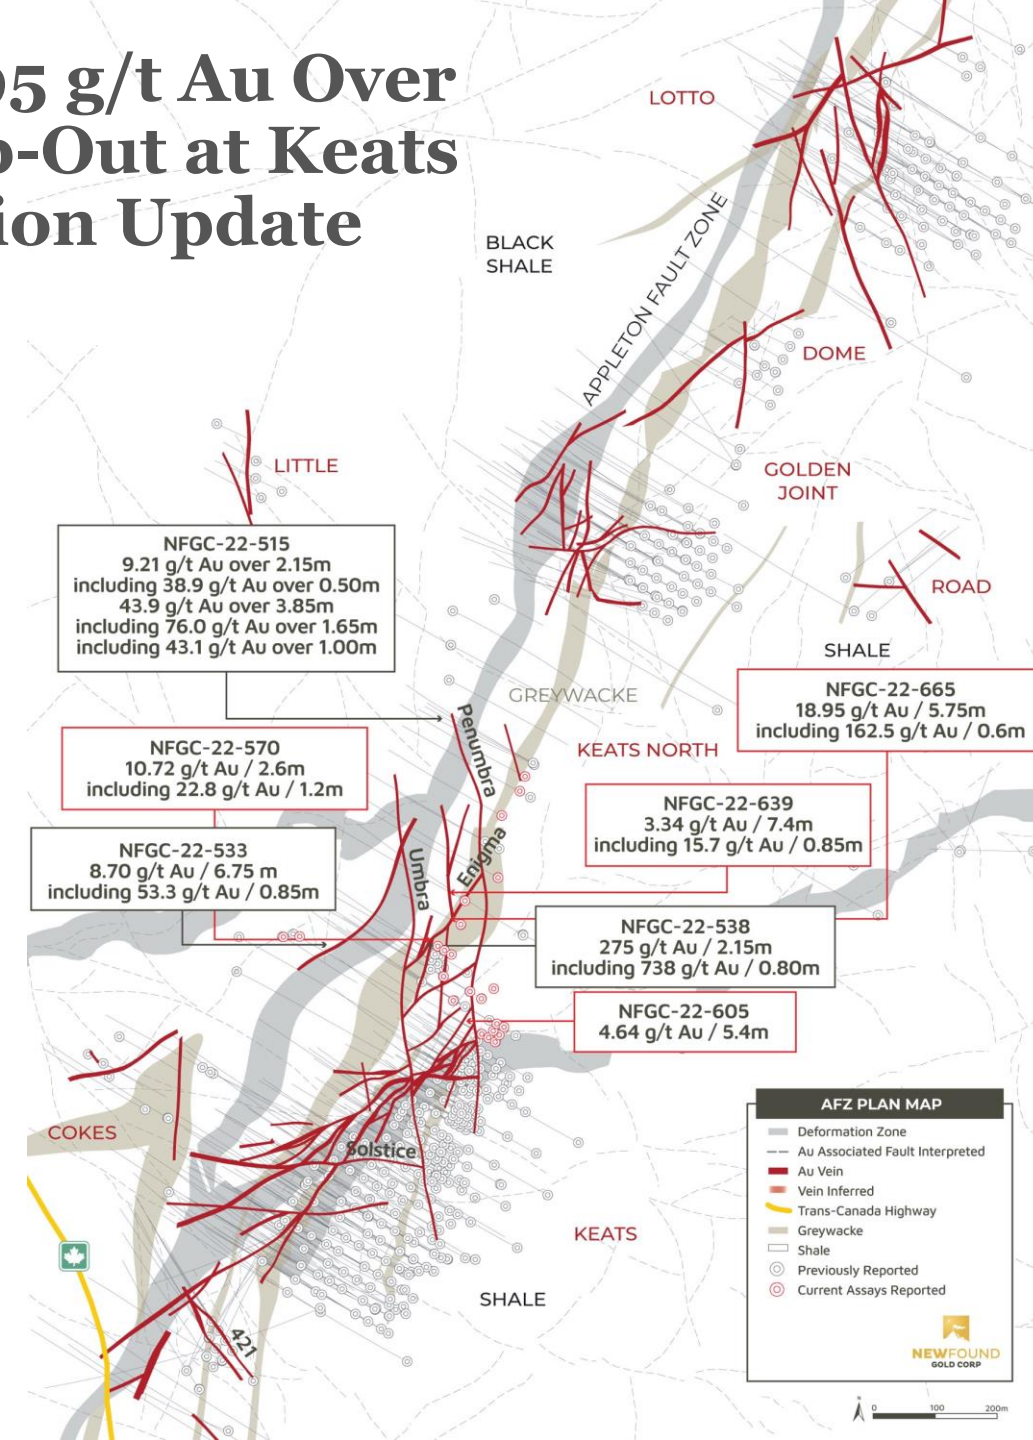 95 g/t Au Over
-Out at Keats
ion Update
LOTTO
BLACK
SHALE
APPLETON FAULT ZONE
DOME
LITTLE
GOLDEN
JOINT
NFGC-22-515
9.21 g/t Au over 2.15m
including 38.9 g/t Au over 0.50m
43.9 g/t Au over 3.85m
including 76.0 g/t Au over 1.65m
including 43.1 g/t Au over 1.00m
ROAD
SHALE
GREYWACKE
NFGC-22-665
18.95 g/t Au / 5.75m
including 162.5 g/t Au / 0.6m
Penumbra
KEATS NORTH
NFGC-22-570
10.72 g/t Au / 2.6m
including 22.8 g/t Au / 1.2m
NFGC-22-639
3.34 g/t Au / 7.4m
including 15.7 g/t Au / 0.85m
Umbra
Enigma
NFGC-22-533
8.70 g/t Au / 6.75 m
including 53.3 g/t Au / 0.85m
NFGC-22-538
275 g/t Au / 2.15m
including 738 g/t Au / 0.80m
NFGC-22-605
4.64 g/t Au / 5.4m
COKES
Solstice
KEATS
SHALE
421
AFZ PLAN MAP
Deformation Zone
Au Associated Fault Interpreted
Au Vein
Vein Inferred
Trans-Canada Highway
Greywacke
Shale
Previously Reported
Current Assays Reported
NEWFOUND
GOLD CORP
0 100 200m